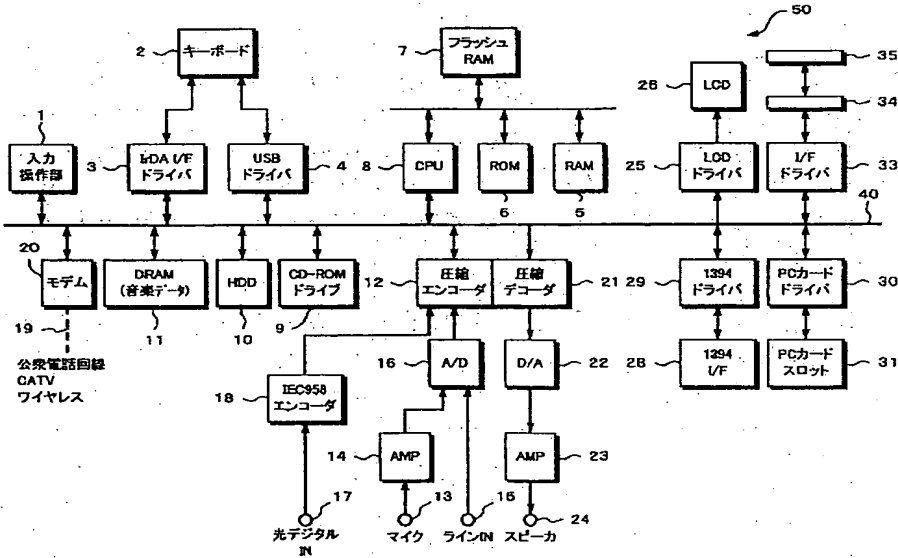 50
2
キーボード
7
フラッシュ
RAM
35
26
LCD
34
1
入力
操作部
3
IrDA I/F
ドライバ
USB
ドライバ
4
8
CPU
ROM
6
RAM
5
25
LCD
ドライバ
I/F
ドライバ
33
40
20
モデム
DRAM
(音楽データ)
11
HDD
10
CD-ROM
ドライブ
9
12
圧縮
エンコーダ
圧縮
デコーダ
21
29
1394
ドライバ
PCカード
ドライバ
30
19
公衆電話回線
CATV
ワイヤレス
18
IEC958
エンコーダ
16
A/D
D/A
22
28
1394
I/F
PCカード
スロット
31
14
AMP
AMP
23
17
光デジタル
IN
13
マイク
15
ラインIN
24
スピーカ